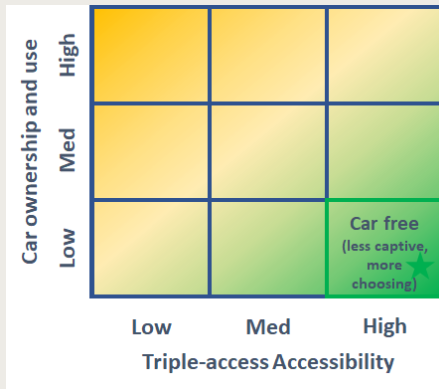 Car ownership and use
High
Med
Low
Car free
(less captive,
more
choosing)
Low Med High
Triple-access Accessibility